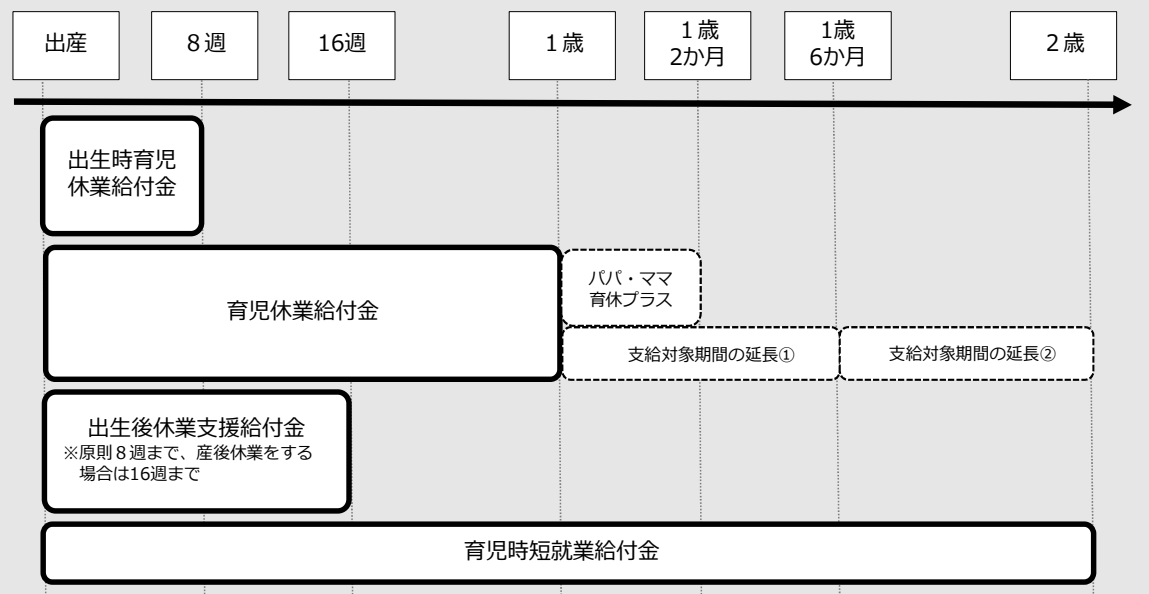 出産
８週
16週
１歳
１歳
2か月
1歳
6か月
２歳
出生時育児
休業給付金
育児休業給付金
パパ・ママ
育休プラス
支給対象期間の延長①
支給対象期間の延長②
出生後休業支援給付金
※原則８週まで、産後休業をする
場合は16週まで
育児時短就業給付金